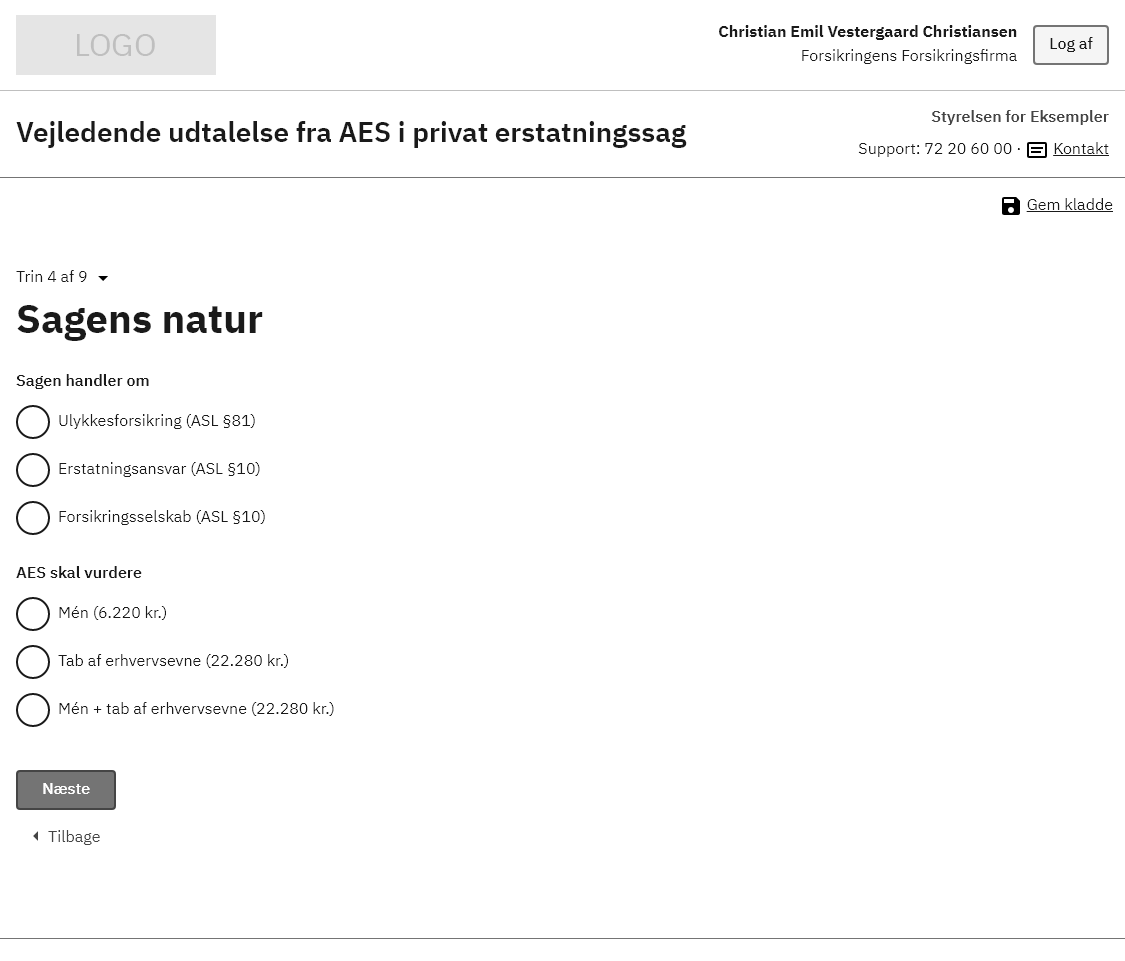 LOGO
Christian Emil Vestergaard Christiansen
Forsikringens Forsikringsfirma
Log af
Vejledende udtalelse fra AES i privat erstatningssag
Styrelsen for Eksempler
Support: 72 20 60 00 · Kontakt
Gem kladde
Trin 4 af 9
Sagens natur
Sagen handler om
Ulykkesforsikring (ASL §81)
Erstatningsansvar (ASL §10)
Forsikringsselskab (ASL §10)
AES skal vurdere
Mén (6.220 kr.)
Tab af erhvervsevne (22.280 kr.)
Mén + tab af erhvervsevne (22.280 kr.)
Næste
Tilbage